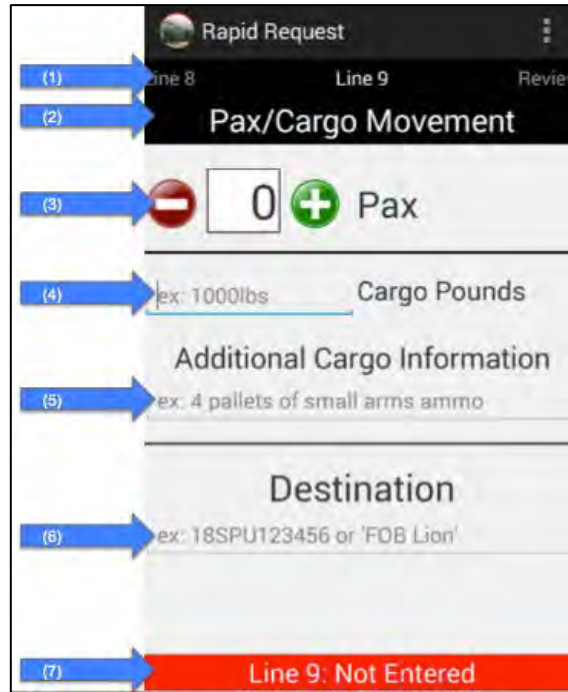 Rapid Request
(1) Line 8 Line 9 Revie
(2) Pax/Cargo Movement
(3) 0 Pax
(4) ex: 1000lbs Cargo Pounds
Additional Cargo Information
(5) ex: 4 pallets of small arms ammo
Destination
(6) ex: 18SPU123456 or 'FOB Lion'
(7) Line 9: Not Entered